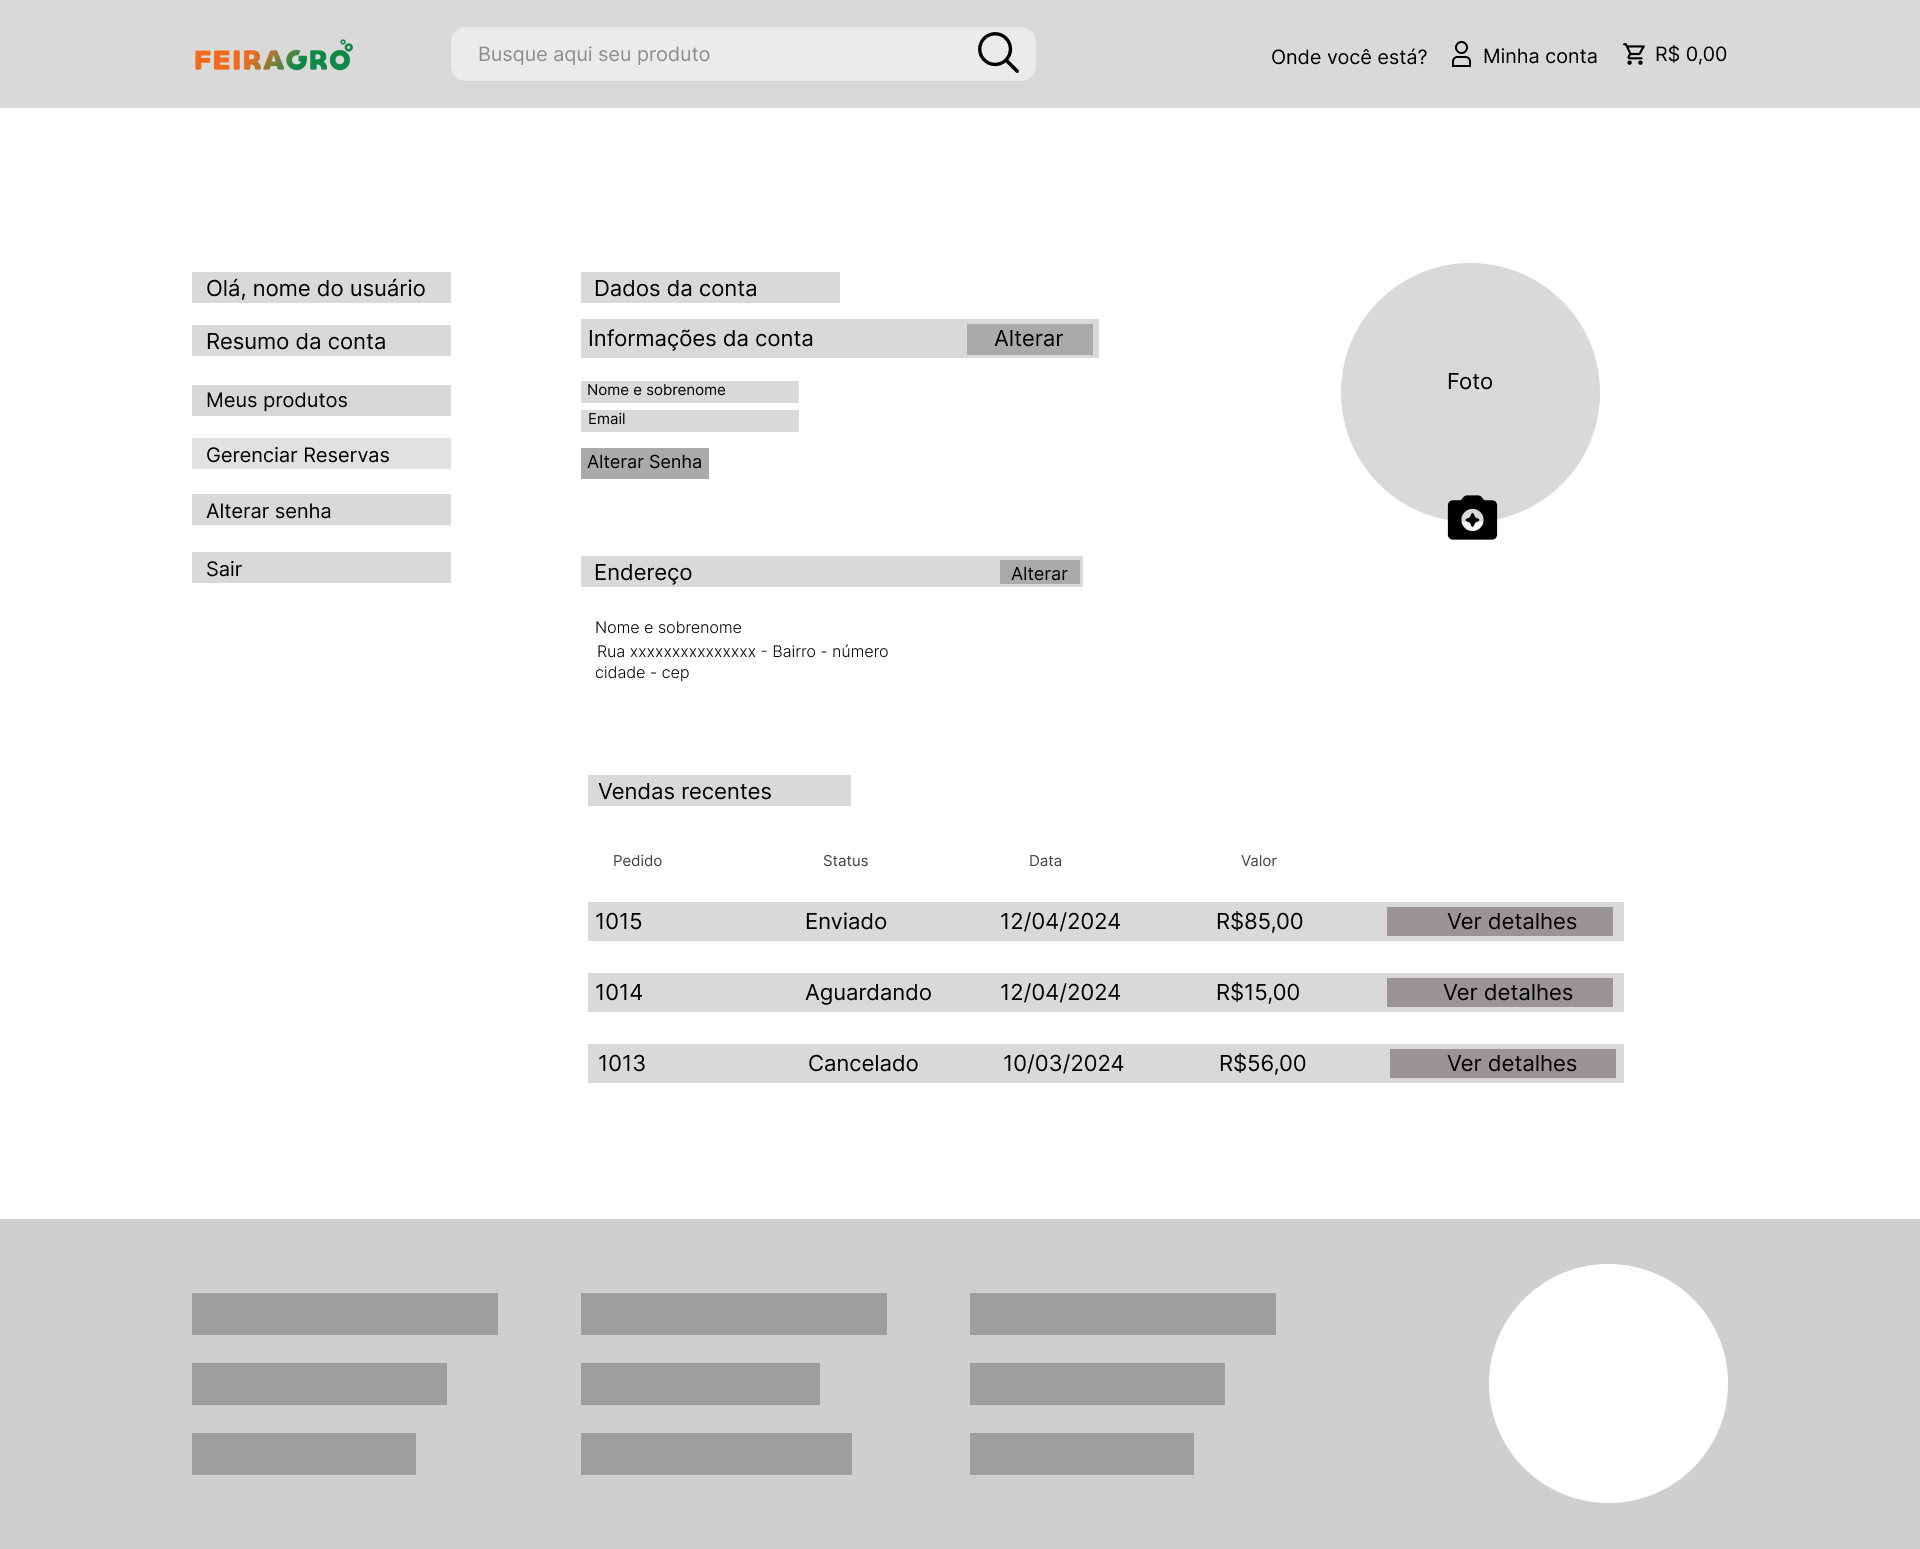 FEIRAGRO
Busque aqui seu produto
Onde você está?
Minha conta
R$ 0,00
Olá, nome do usuário
Resumo da conta
Meus produtos
Gerenciar Reservas
Alterar senha
Sair
Dados da conta
Informações da conta
Alterar
Nome e sobrenome
Email
Alterar Senha
Foto
Endereço
Alterar
Nome e sobrenome
Rua xxxxxxxxxxxxxxx - Bairro - número
cidade - cep
Vendas recentes
Pedido Status Data Valor
1015 Enviado 12/04/2024 R$85,00 Ver detalhes
1014 Aguardando 12/04/2024 R$15,00 Ver detalhes
1013 Cancelado 10/03/2024 R$56,00 Ver detalhes